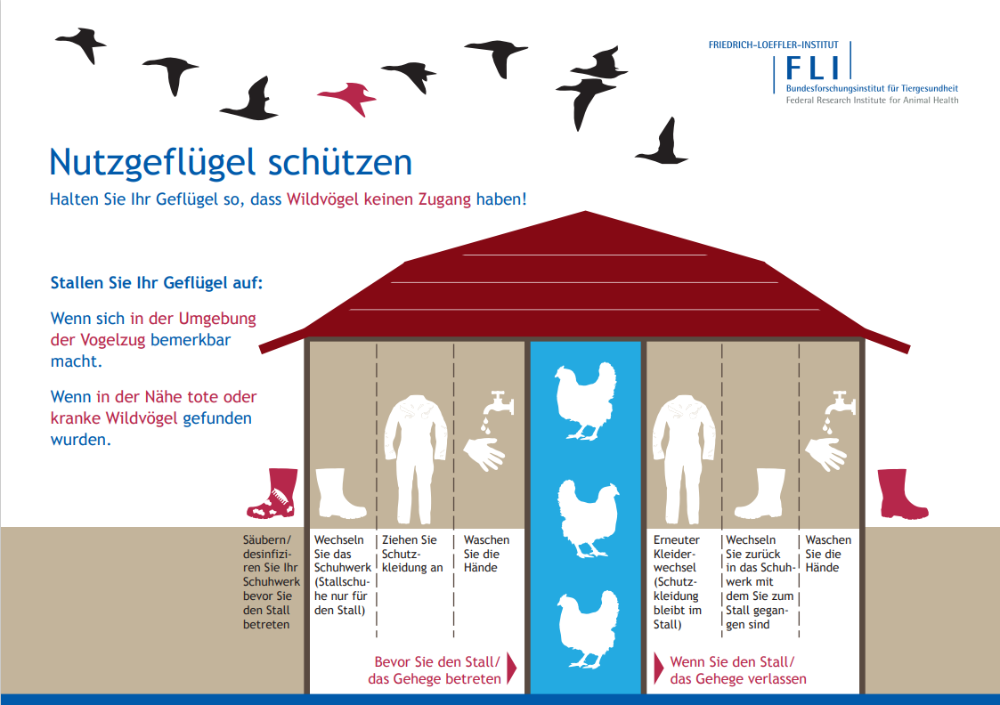 FRIEDRICH-LOEFFLER-INSTITUT
FLI
Bundesforschungsinstitut für Tiergesundheit
Federal Research Institute for Animal Health
Nutzgeflügel schützen
Halten Sie Ihr Geflügel so, dass Wildvögel keinen Zugang haben!
Stallen Sie Ihr Geflügel auf:
Wenn sich in der Umgebung
der Vogelzug bemerkbar
macht.
Wenn in der Nähe tote oder
kranke Wildvögel gefunden
wurden.
Säubern/
desinfizi-
ren Sie Ihr
Schuhwerk
bevor Sie
den Stall
betreten
Wechseln
Sie das
Schuhwerk
(Stallschu-
he nur für
den Stall)
Ziehen Sie
Schutz-
kleidung an
Waschen
Sie die
Hände
Bevor Sie den Stall/
das Gehege betreten
Erneuter
Kleider-
wechsel
(Schutz-
kleidung
bleibt im
Stall)
Wechseln
Sie zurück
in das Schuh-
werk mit
dem Sie zum
Stall gegan-
gen sind
Waschen
Sie die
Hände
Wenn Sie den Stall/
das Gehege verlassen